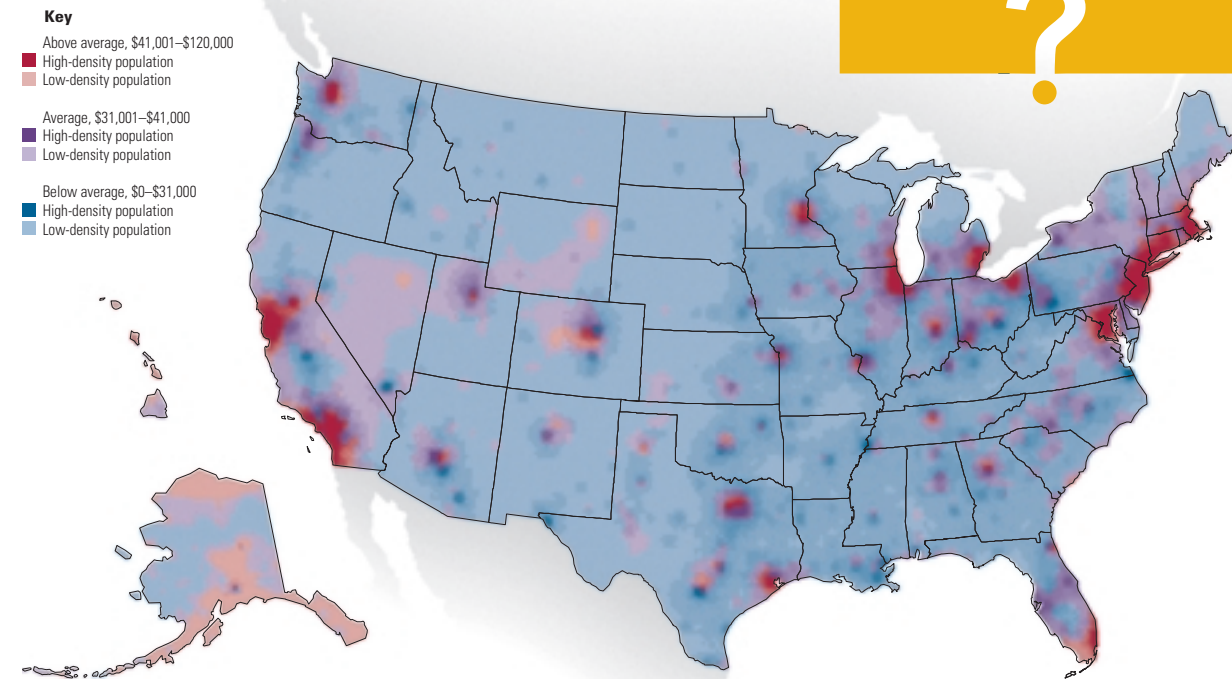 Key
Above average, $41,001–$120,000
High-density population
Low-density population
Average, $31,001–$41,000
High-density population
Low-density population
Below average, $0–$31,000
High-density population
Low-density population
?